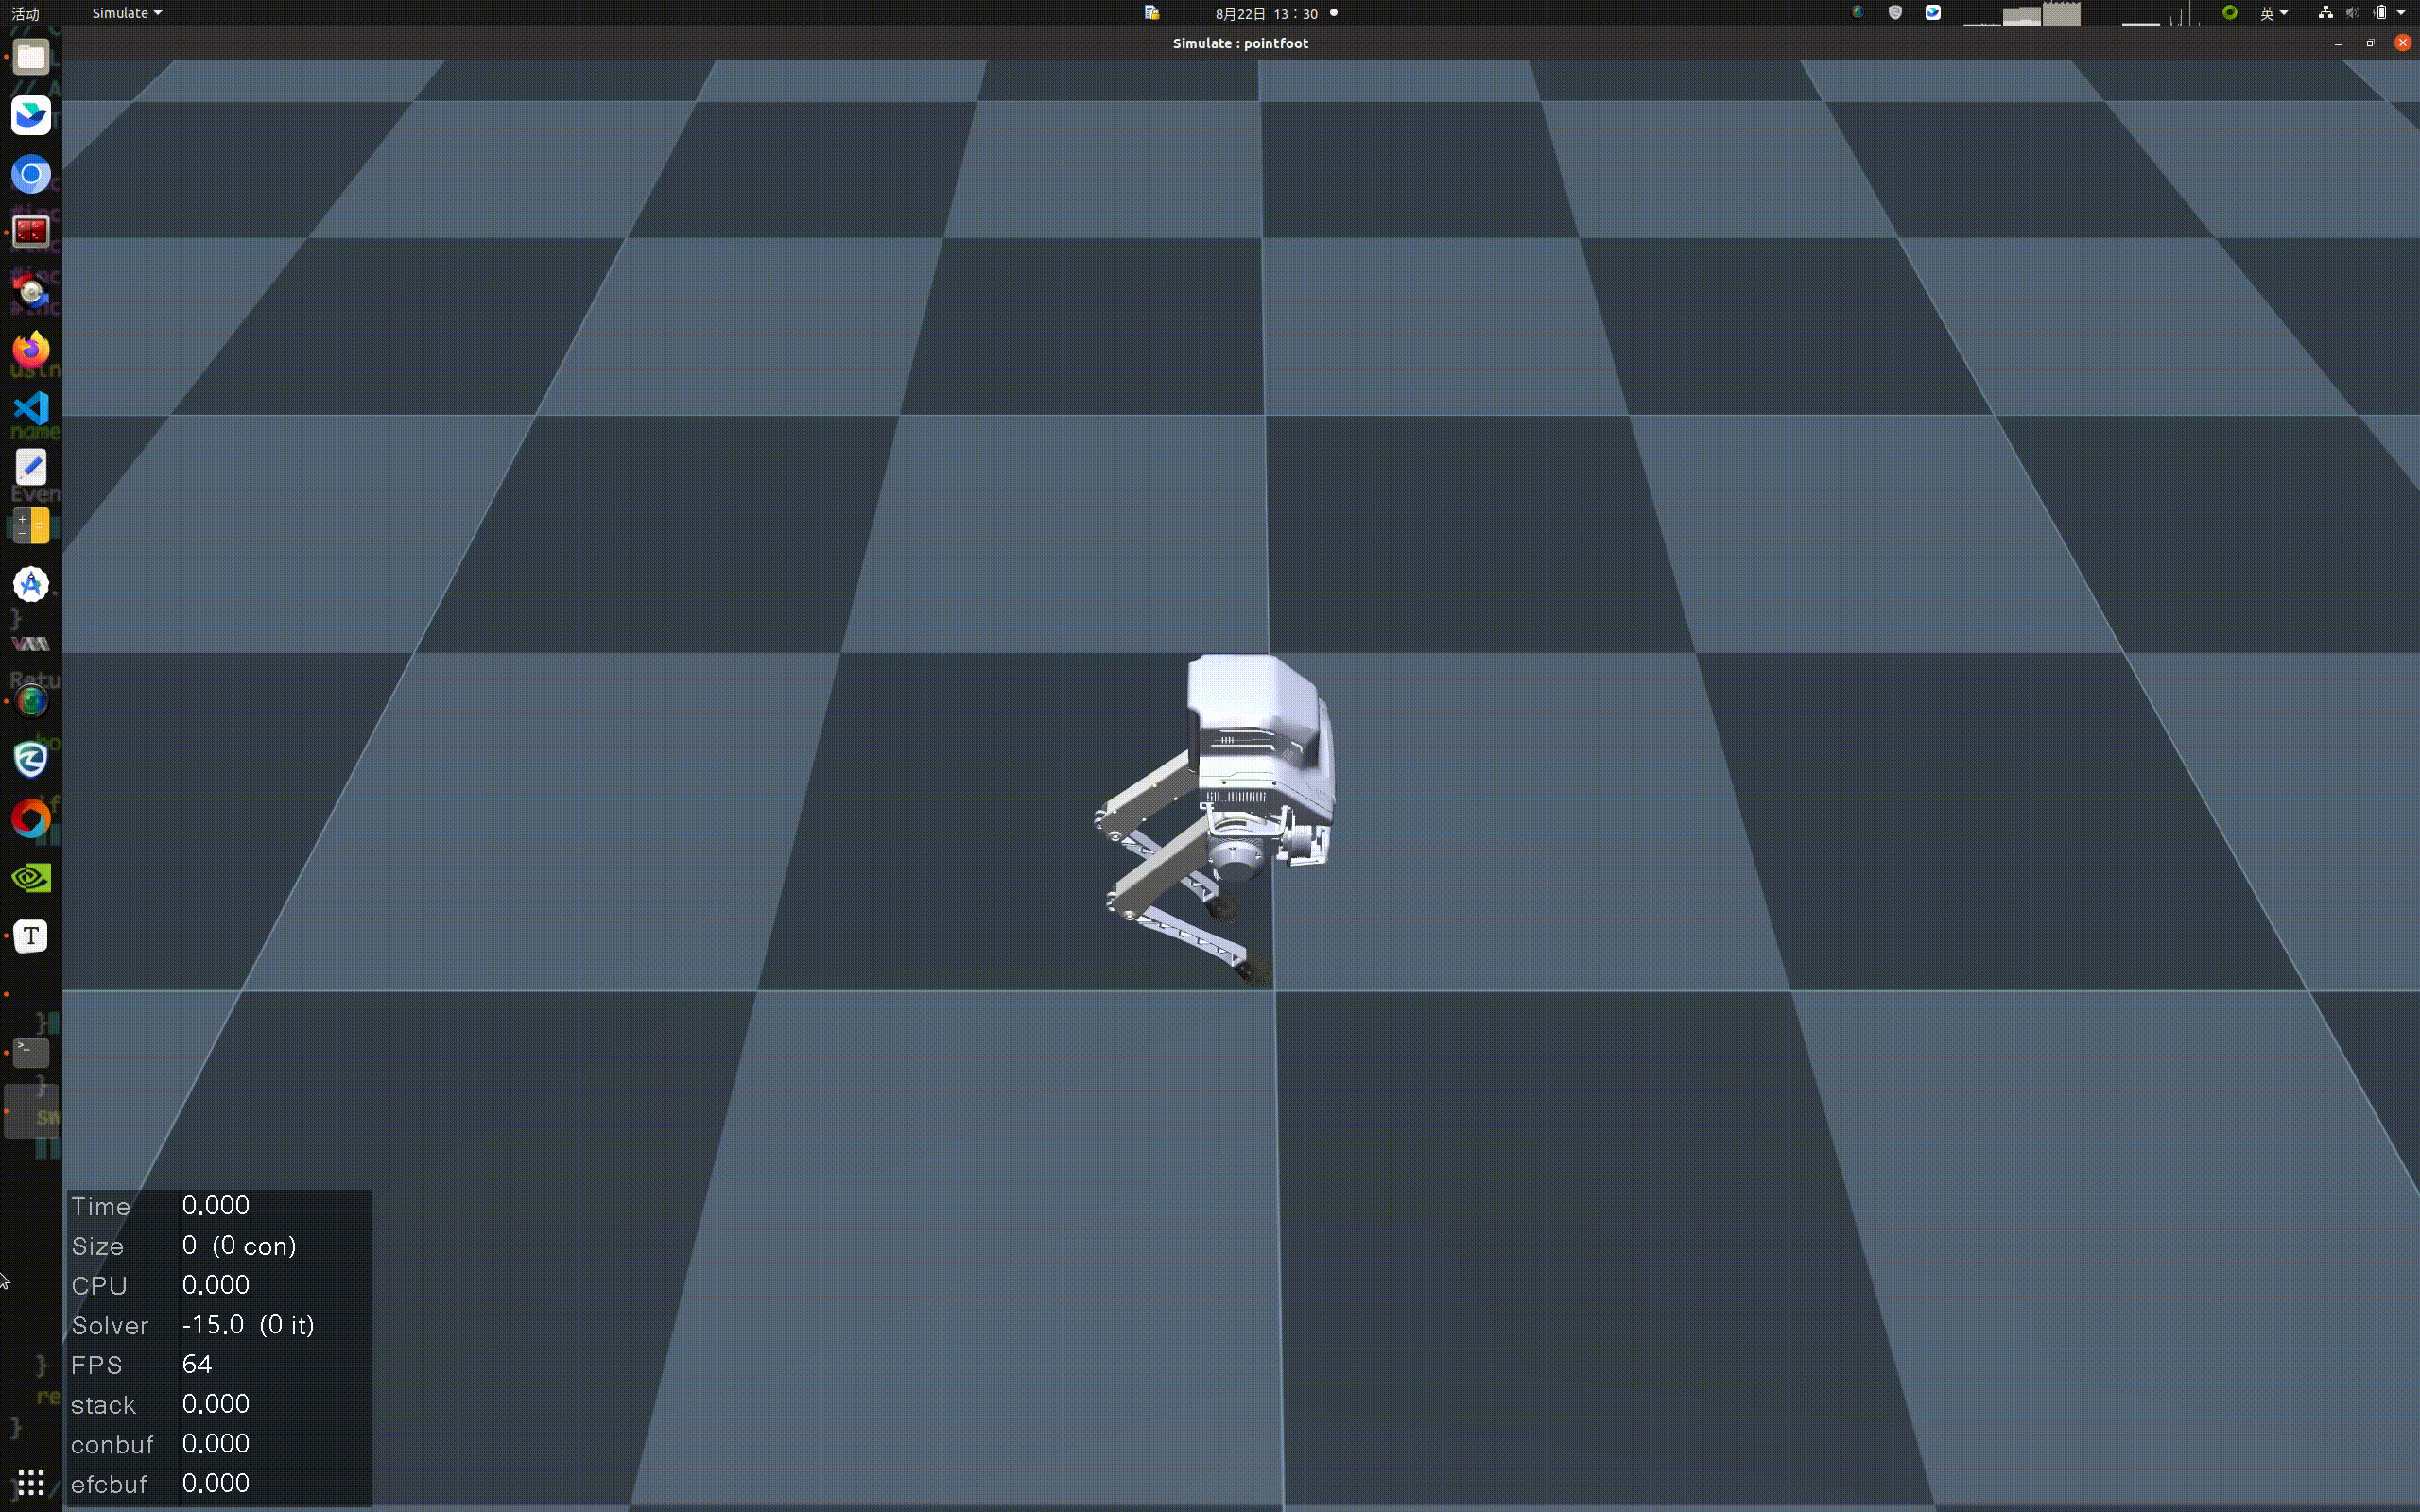 活动
Simulate
8月22日 13：30
英
Simulate : pointfoot
Time 0.000
Size 0 (0 con)
CPU 0.000
Solver -15.0 (0 it)
FPS 64
stack 0.000
conbuf 0.000
efcbuf 0.000